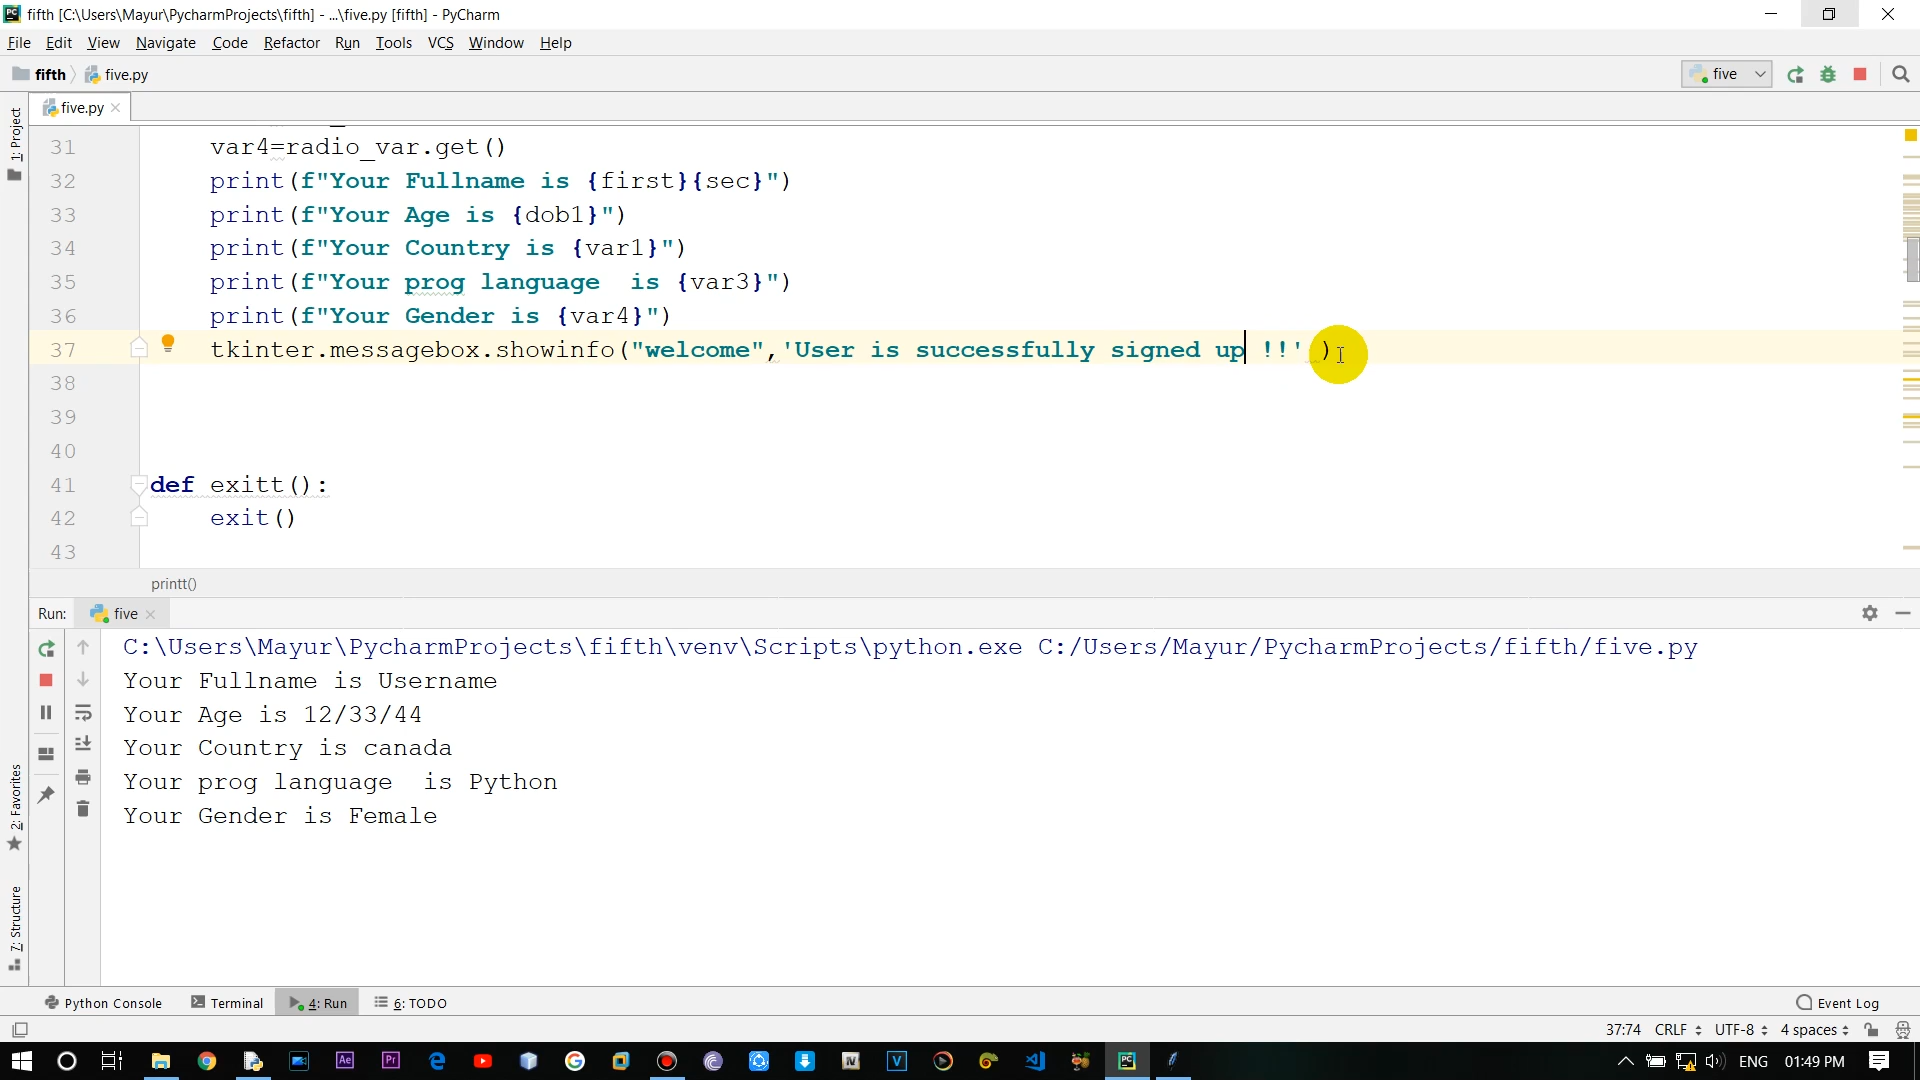 fifth [C:\Users\Mayur\PycharmProjects\fifth] - ...\five.py [fifth] - PyCharm
File Edit View Navigate Code Refactor Run Tools VCS Window Help
fifth five.py
five
1: Project
five.py
31 var4=radio_var.get()
32 print(f"Your Fullname is {first}{sec}")
33 print(f"Your Age is {dob1}")
34 print(f"Your Country is {var1}")
35 print(f"Your prog language  is {var3}")
36 print(f"Your Gender is {var4}")
37 tkinter.messagebox.showinfo("welcome",'User is successfully signed up !!' )
38
39
40
41 def exitt():
42 exit()
43
printt()
Run: five
C:\Users\Mayur\PycharmProjects\fifth\venv\Scripts\python.exe C:/Users/Mayur/PycharmProjects/fifth/five.py
Your Fullname is Username
Your Age is 12/33/44
Your Country is canada
Your prog language  is Python
Your Gender is Female
2: Favorites
7: Structure
Python Console Terminal 4: Run 6: TODO Event Log
37:74 CRLF UTF-8 4 spaces
ENG 01:49 PM